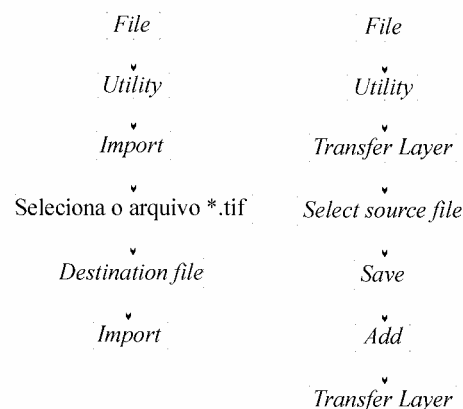 File
Utility
Import
Seleciona o arquivo *.tif
Destination file
Import
File
Utility
Transfer Layer
Select source file
Save
Add
Transfer Layer